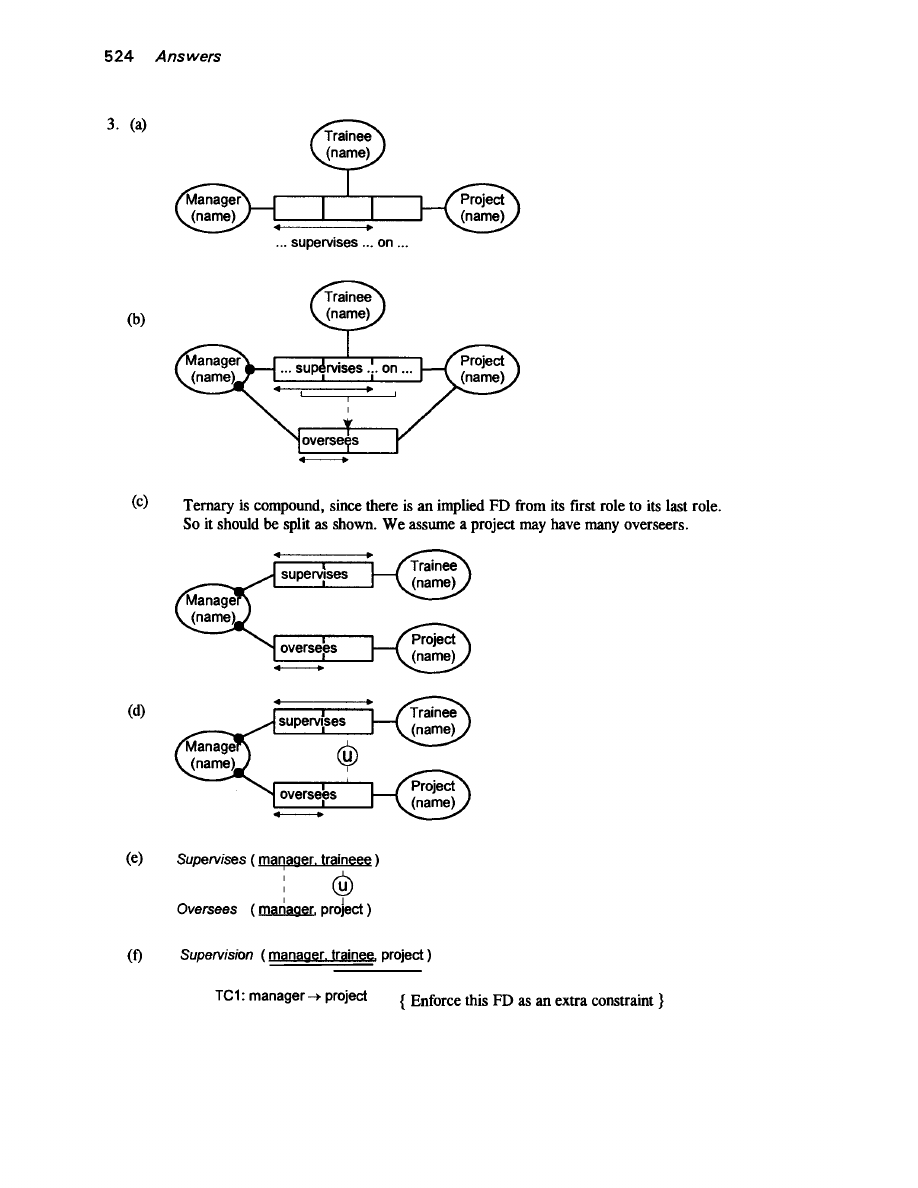 524 Answers
3. (a)
Trainee
(name)
Manager
(name)
Project
(name)
... supervises ... on ...
(b)
Trainee
(name)
Manager
(name)
... supervises ... on ...
Project
(name)
oversees
(c) Ternary is compound, since there is an implied FD from its first role to its last role.
So it should be split as shown. We assume a project may have many overseers.
supervises
Trainee
(name)
Manager
(name)
oversees
Project
(name)
(d)
supervises
Trainee
(name)
Manager
(name)
u
oversees
Project
(name)
(e) Supervises ( manager, traineee )
u
Oversees ( manager, project )
(f) Supervision ( manager, trainee, project )
TC1: manager → project { Enforce this FD as an extra constraint }